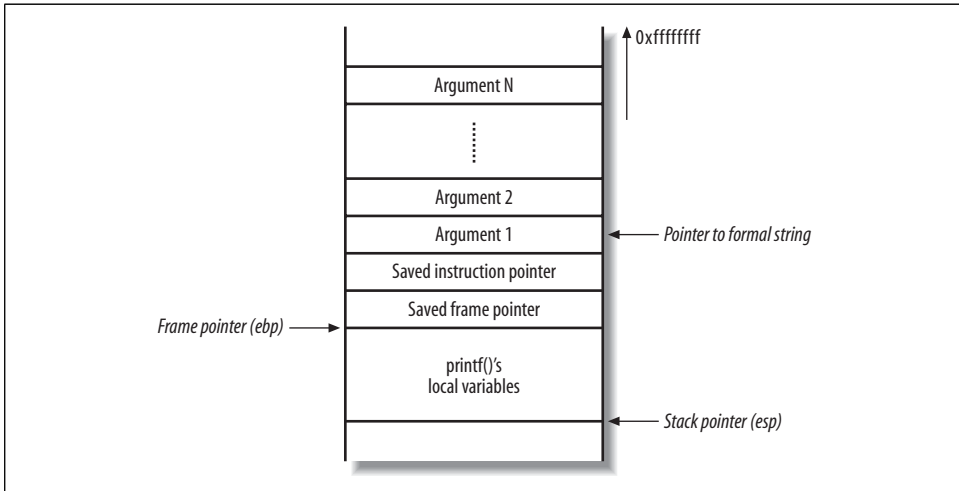 0xffffffff
Argument N
Argument 2
Argument 1
Pointer to formal string
Saved instruction pointer
Saved frame pointer
Frame pointer (ebp)
printf()'s
local variables
Stack pointer (esp)